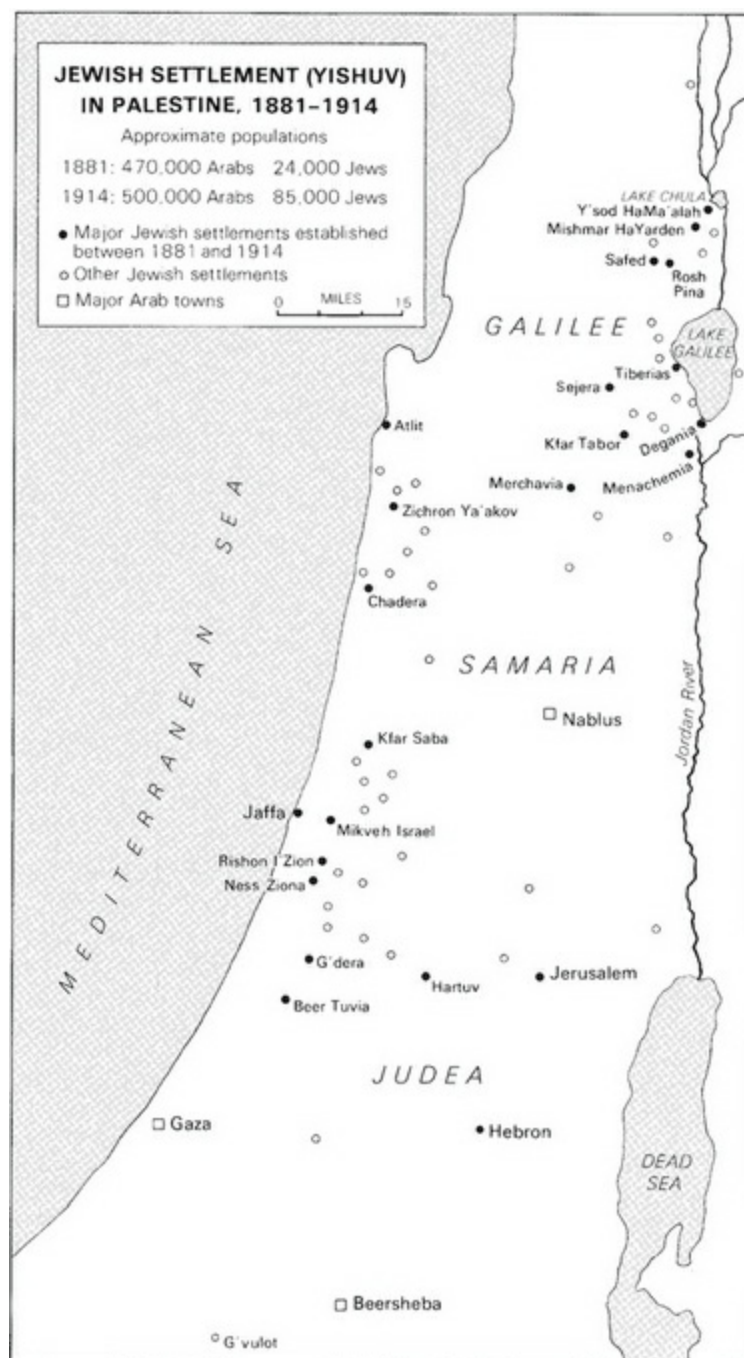 JEWISH SETTLEMENT (YISHUV)
IN PALESTINE, 1881–1914
Approximate populations
1881: 470,000 Arabs 24,000 Jews
1914: 500,000 Arabs 85,000 Jews
● Major Jewish settlements established
between 1881 and 1914
○ Other Jewish settlements
□ Major Arab towns
0 MILES 15
LAKE CHULA
Y'sod HaMa'alah
Mishmar HaYarden
Safed
Rosh
Pina
GALILEE
LAKE
GALILEE
Tiberias
Sejera
Atlit
Kfar Tabor
Degania
Menachemia
Merchavia
Zichron Ya'akov
Chadera
MEDITERRANEAN SEA
SAMARIA
Nablus
Jordan River
Kfar Saba
Jaffa
Mikveh Israel
Rishon l'Zion
Ness Ziona
G'dera
Hartuv
Jerusalem
Beer Tuvia
JUDEA
Gaza
Hebron
DEAD
SEA
Beersheba
G'vulot